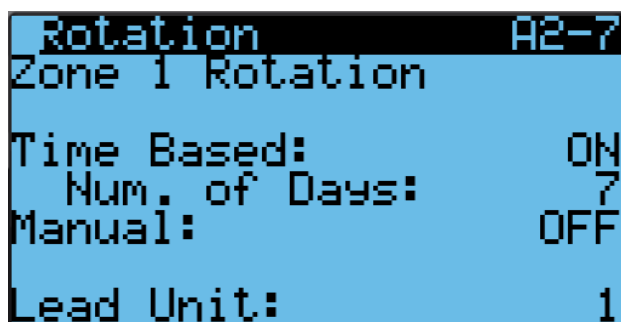 Rotation A2-7
Zone 1 Rotation
Time Based: ON
Num. of Days: 7
Manual: OFF
Lead Unit: 1